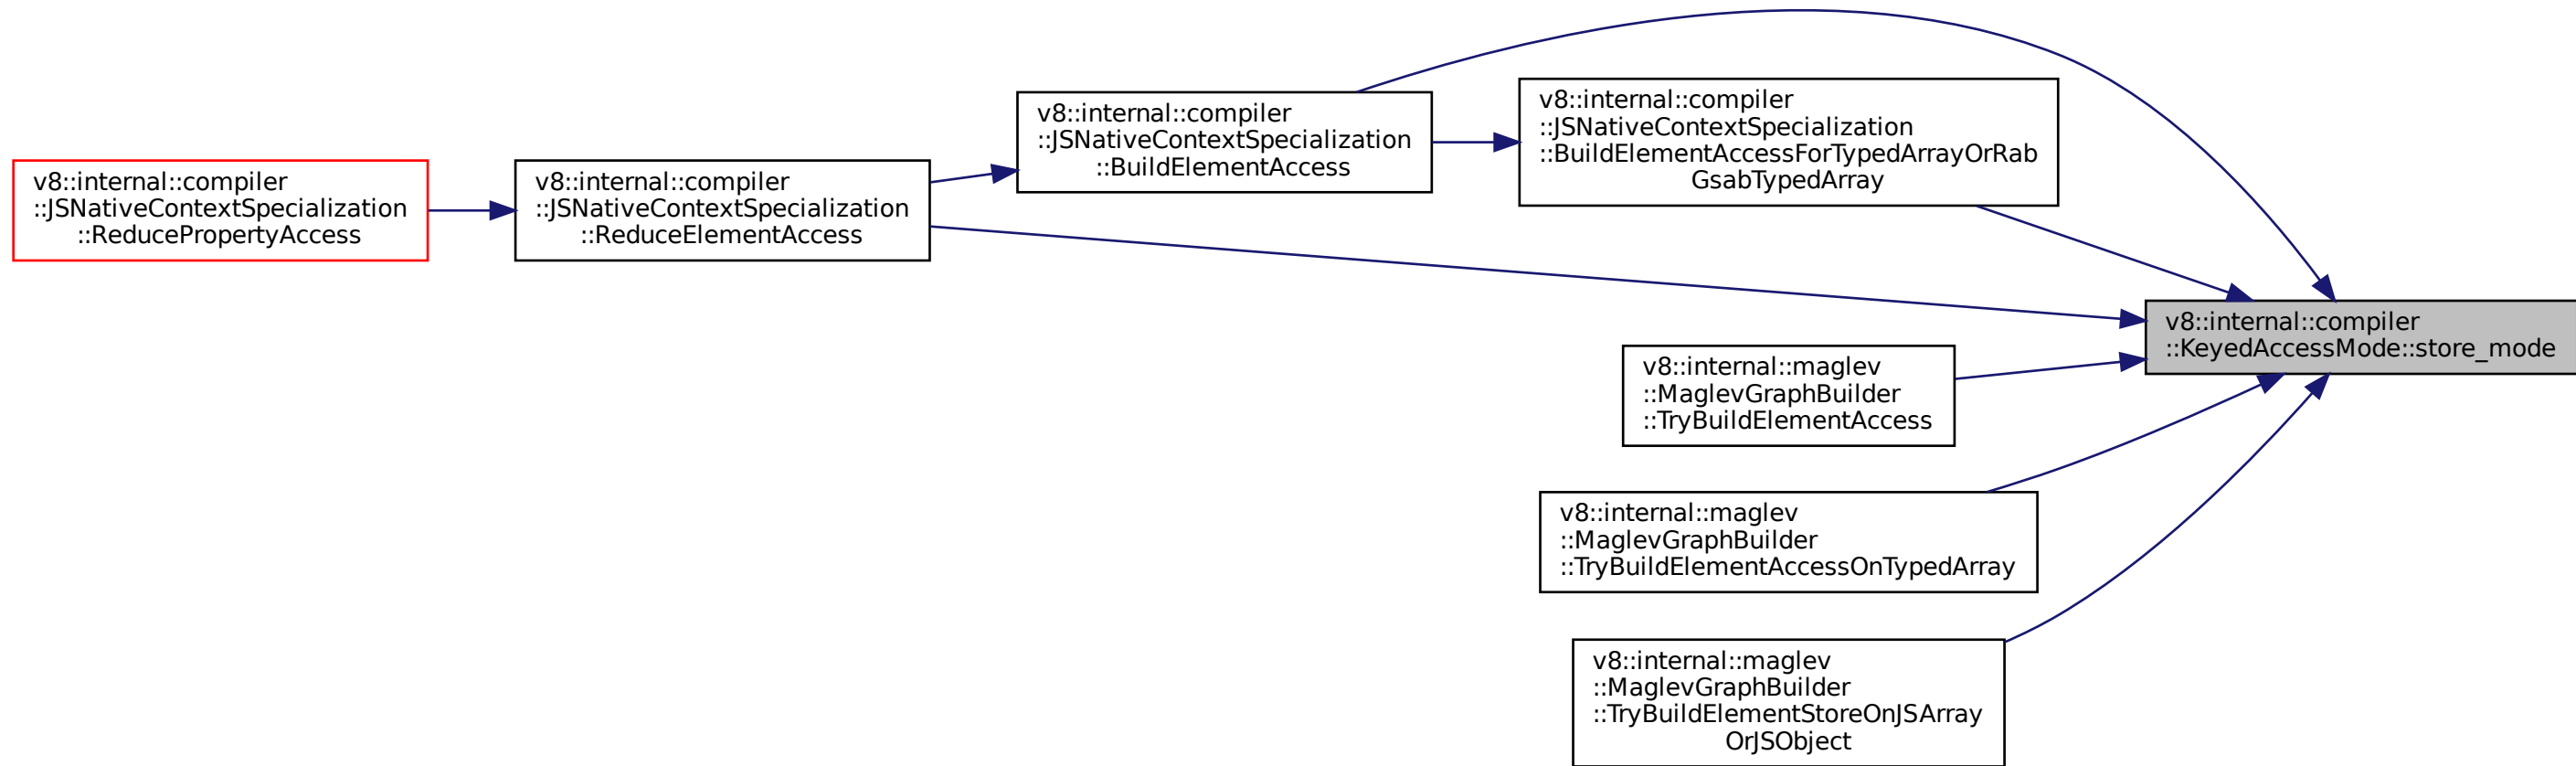 v8::internal::compiler
::JSNativeContextSpecialization
::ReducePropertyAccess
v8::internal::compiler
::JSNativeContextSpecialization
::ReduceElementAccess
v8::internal::compiler
::JSNativeContextSpecialization
::BuildElementAccess
v8::internal::compiler
::JSNativeContextSpecialization
::BuildElementAccessForTypedArrayOrRab
GsabTypedArray
v8::internal::compiler
::KeyedAccessMode::store_mode
v8::internal::maglev
::MaglevGraphBuilder
::TryBuildElementAccess
v8::internal::maglev
::MaglevGraphBuilder
::TryBuildElementAccessOnTypedArray
v8::internal::maglev
::MaglevGraphBuilder
::TryBuildElementStoreOnJSArray
OrJSObject